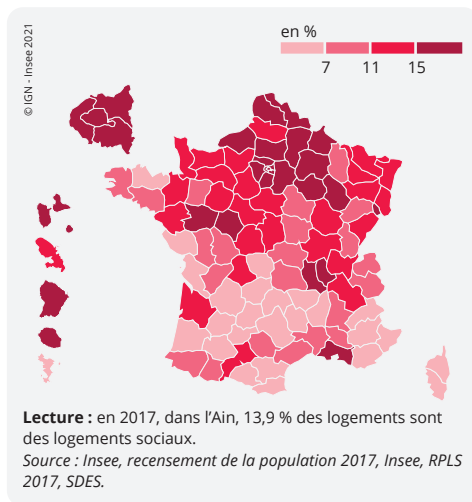 © IGN - Insee 2021
en %
7 11 15
Lecture : en 2017, dans l’Ain, 13,9 % des logements sont
des logements sociaux.
Source : Insee, recensement de la population 2017, Insee, RPLS
2017, SDES.